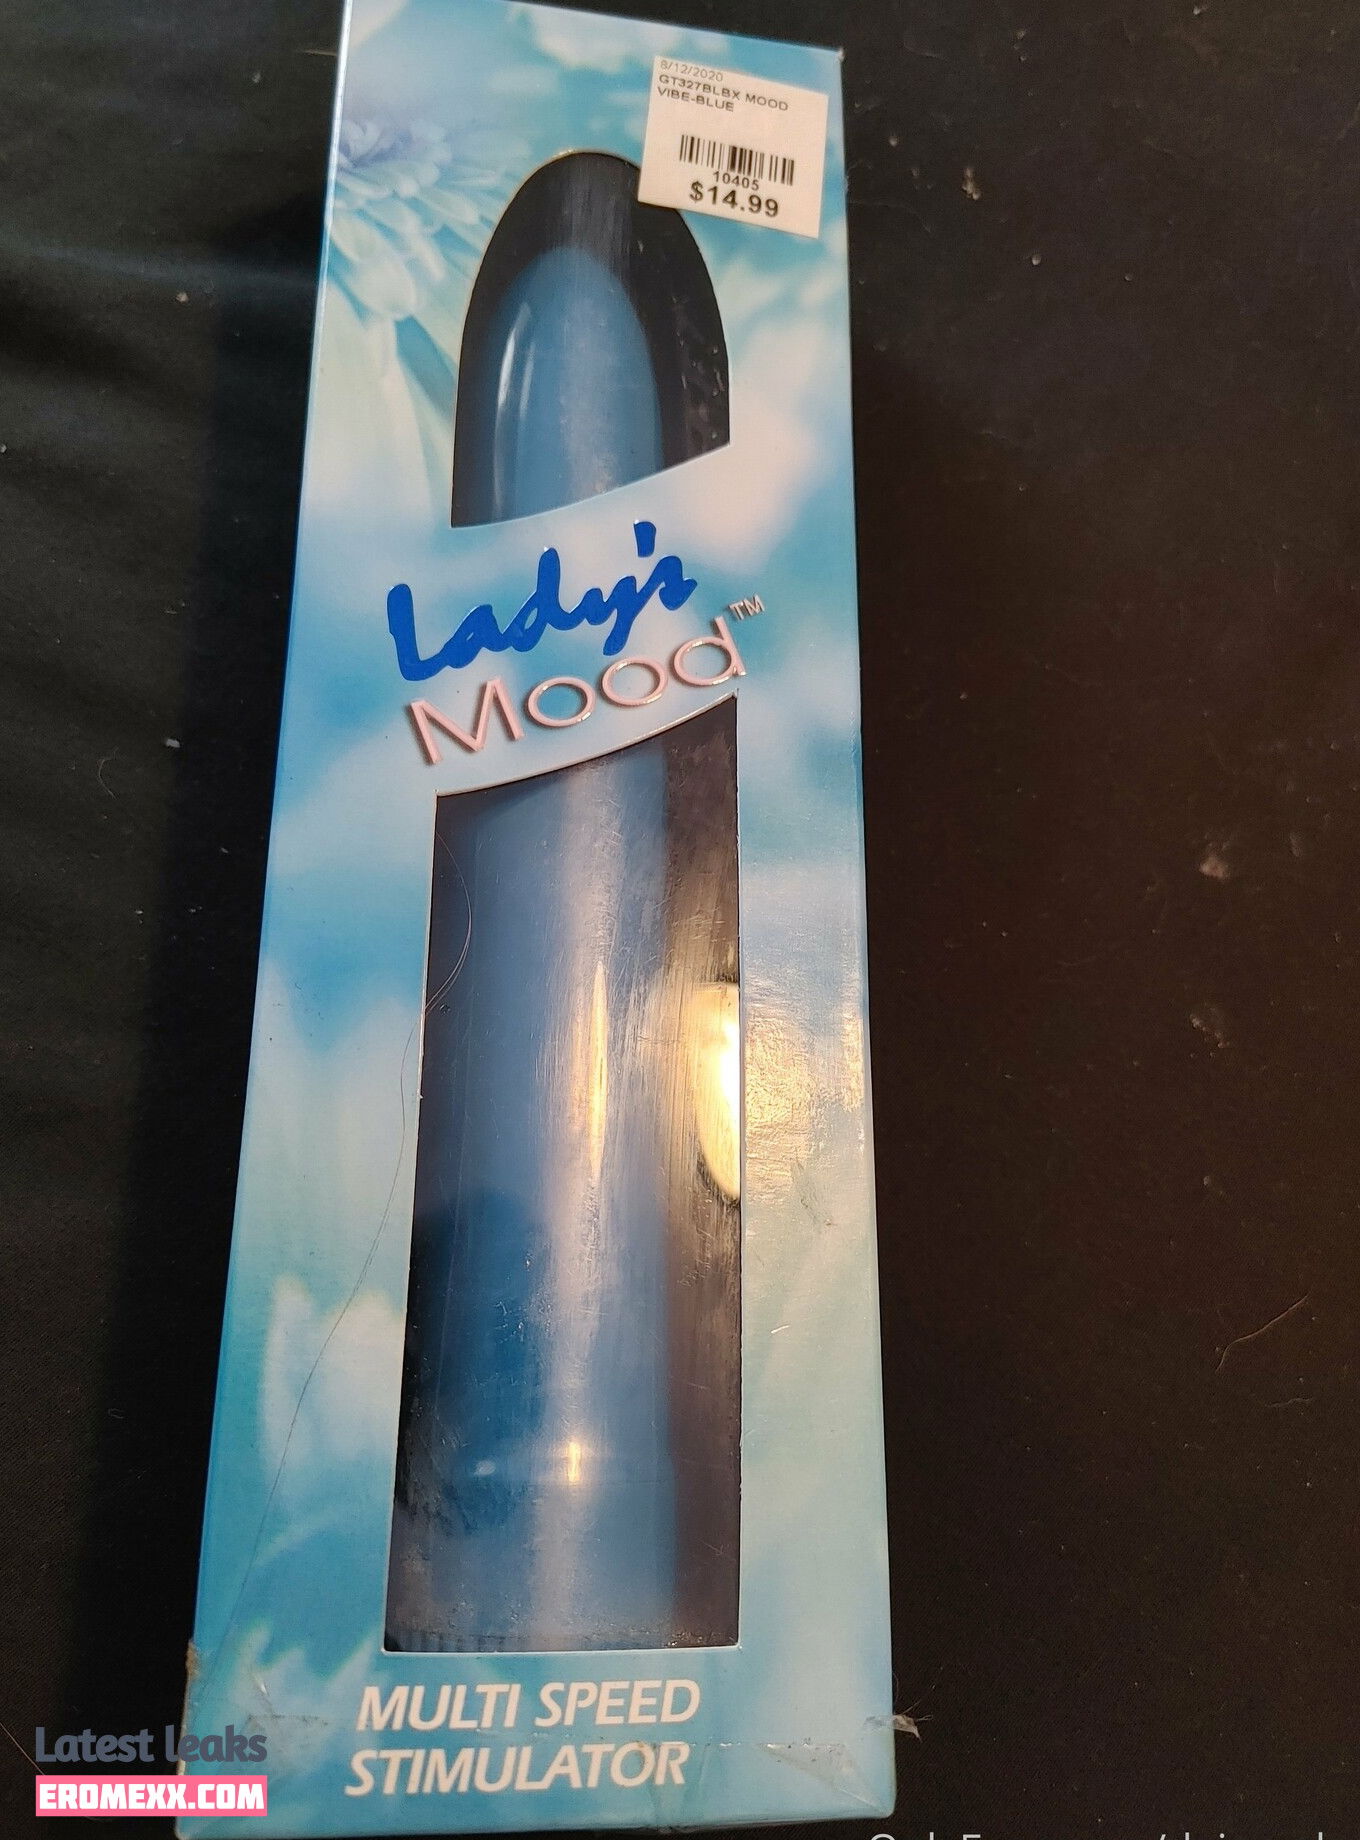 8/12/2020
GT327BLBX MOOD
VIBE-BLUE
10405
$14.99
Lady's
Mood™
MULTI SPEED
STIMULATOR
Latest leaks
EROMEXX.COM